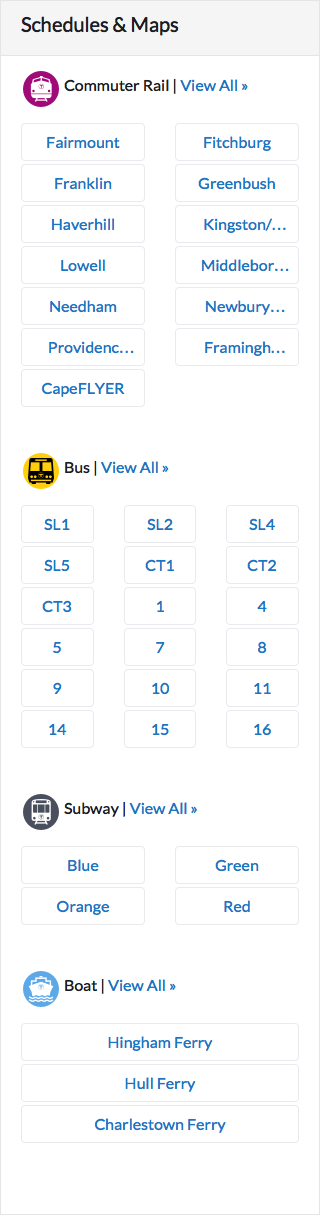 Schedules & Maps
Commuter Rail | View All »
Fairmount Fitchburg
Franklin Greenbush
Haverhill Kingston/…
Lowell Middlebor…
Needham Newbury…
Providenc… Framingh…
CapeFLYER
Bus | View All »
SL1 SL2 SL4
SL5 CT1 CT2
CT3 1 4
5 7 8
9 10 11
14 15 16
Subway | View All »
Blue Green
Orange Red
Boat | View All »
Hingham Ferry
Hull Ferry
Charlestown Ferry